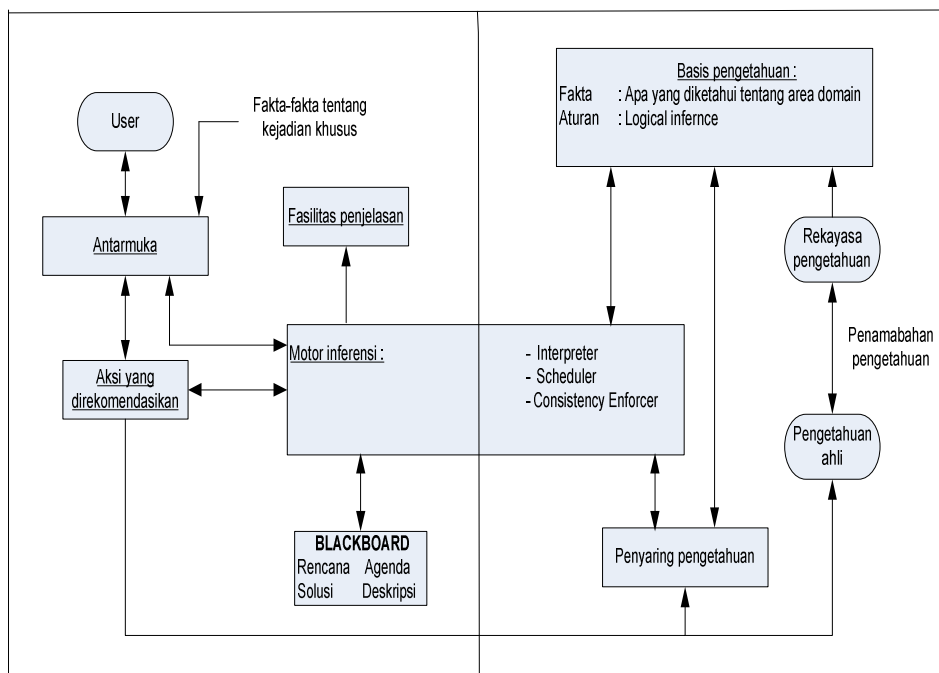 User
Fakta-fakta tentang
kejadian khusus
Antarmuka
Fasilitas penjelasan
Aksi yang
direkomendasikan
Motor inferensi :
- Interpreter
- Scheduler
- Consistency Enforcer
BLACKBOARD
Rencana Agenda
Solusi Deskripsi
Basis pengetahuan :
Fakta : Apa yang diketahui tentang area domain
Aturan : Logical infernce
Rekayasa
pengetahuan
Penamabahan
pengetahuan
Pengetahuan
ahli
Penyaring pengetahuan